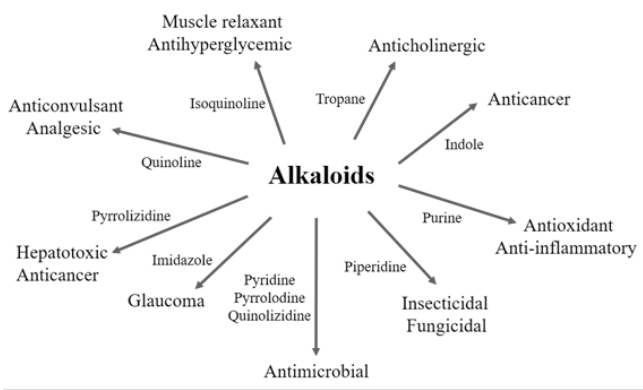 Muscle relaxant
Antihyperglycemic
Anticholinergic
Isoquinoline
Tropane
Anticancer
Anticonvulsant
Analgesic
Indole
Quinoline
Alkaloids
Pyrrolizidine
Purine
Antioxidant
Anti-inflammatory
Hepatotoxic
Anticancer
Imidazole
Piperidine
Glaucoma
Pyridine
Pyrrolodine
Quinolizidine
Insecticidal
Fungicidal
Antimicrobial